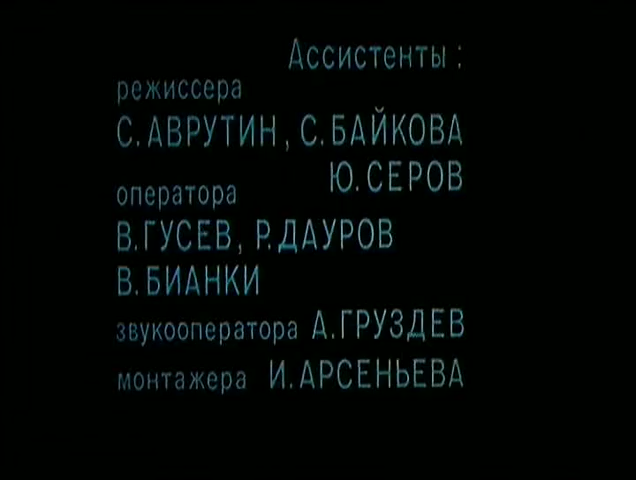 Ассистенты:
режиссера
С. АВРУТИН, С. БАЙКОВА
Ю. СЕРОВ
оператора
В. ГУСЕВ, Р. ДАУРОВ
В. БИАНКИ
звукооператора А. ГРУЗДЕВ
монтажера И. АРСЕНЬЕВА